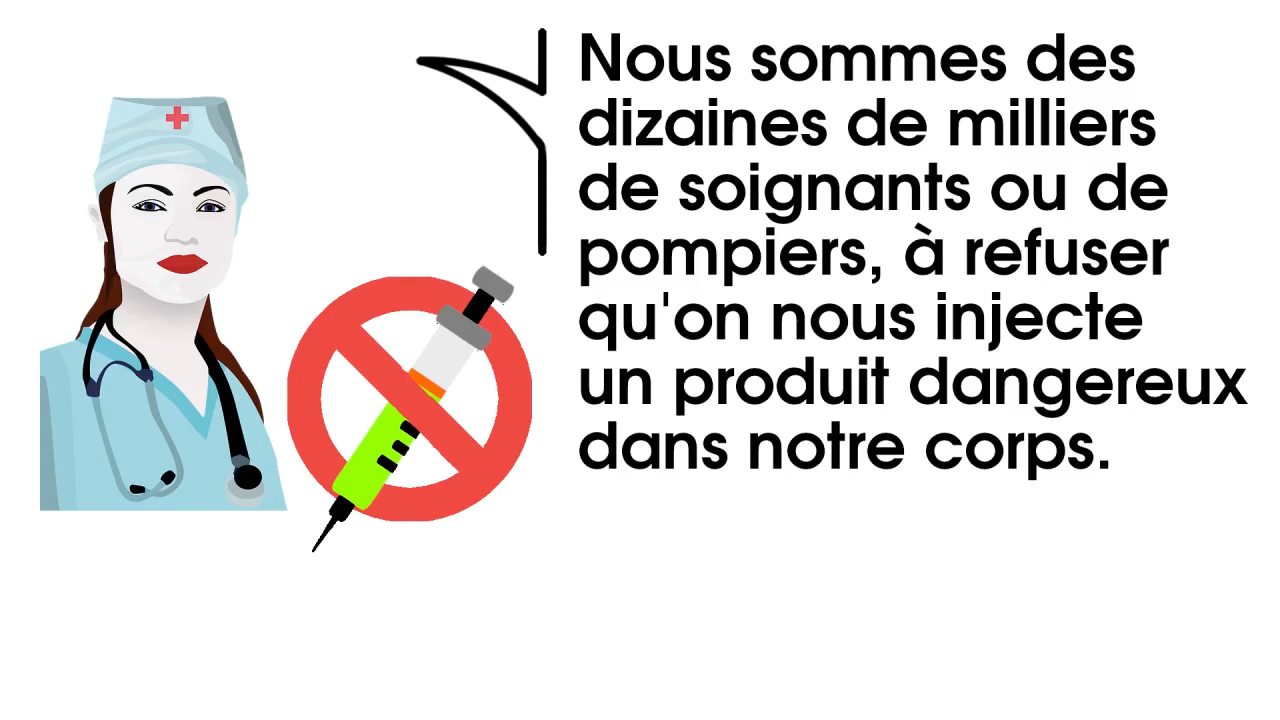 Nous sommes des
dizaines de milliers
de soignants ou de
pompiers, à refuser
qu'on nous injecte
un produit dangereux
dans notre corps.